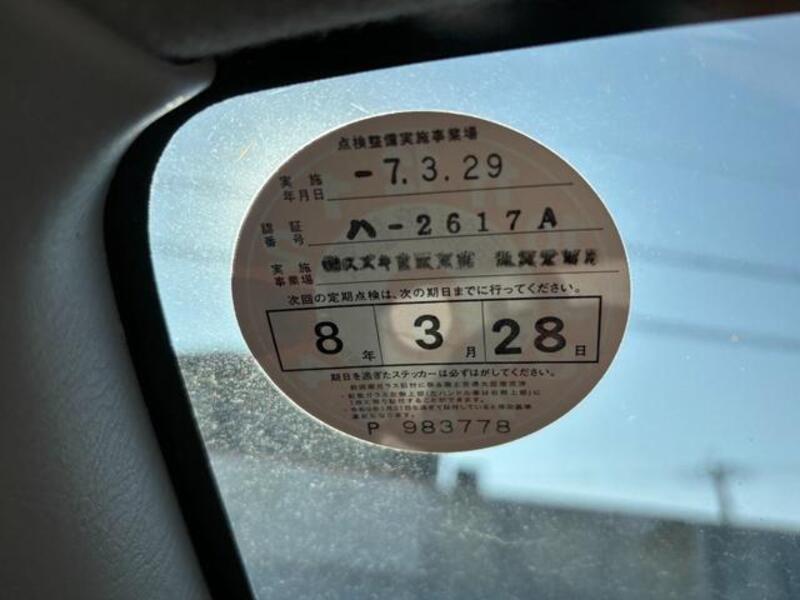 点検整備実施事業場
実施年月日 -7.3.29
認証番号 ハ-2617A
実施事業場
次回の定期点検は、次の期日までに行ってください。
8年 3月 28日
期日を過ぎたステッカーは必ずはがしてください。
P 983778